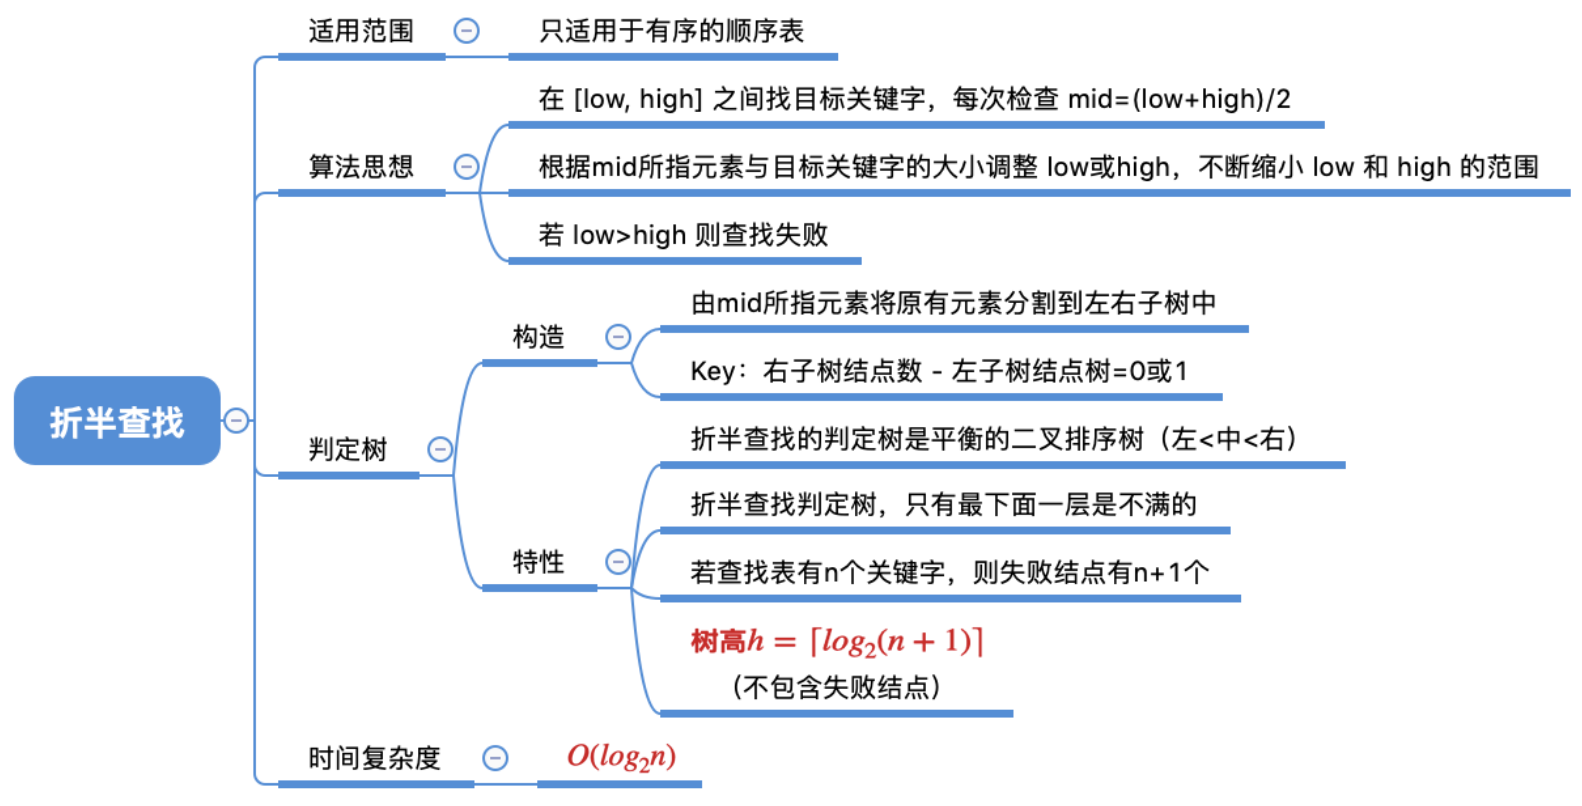 折半查找
适用范围
只适用于有序的顺序表
算法思想
在 [low, high] 之间找目标关键字，每次检查 mid=(low+high)/2
根据mid所指元素与目标关键字的大小调整 low或high，不断缩小 low 和 high 的范围
若 low>high 则查找失败
判定树
构造
由mid所指元素将原有元素分割到左右子树中
Key：右子树结点数 - 左子树结点树=0或1
特性
折半查找的判定树是平衡的二叉排序树（左<中<右）
折半查找判定树，只有最下面一层是不满的
若查找表有n个关键字，则失败结点有n+1个
树高h = ⌈log₂(n + 1)⌉
（不包含失败结点）
时间复杂度
O(log₂n)